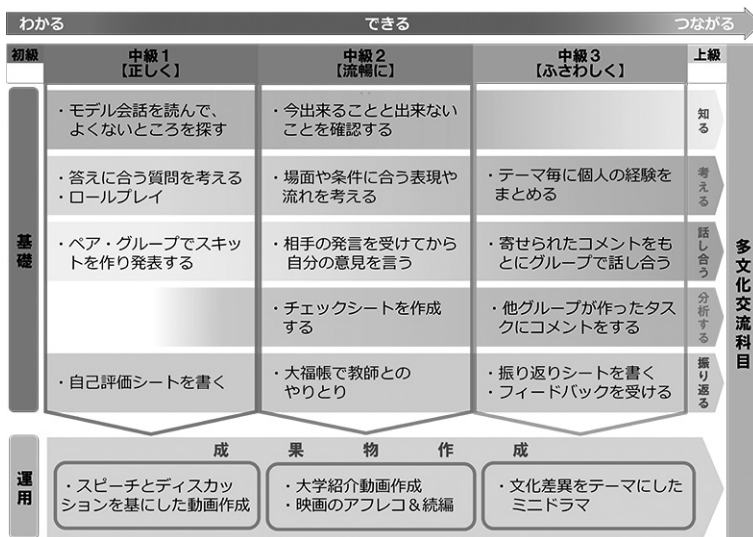 わかる できる つながる
初級 中級1 中級2 中級3 上級
【正しく】 【流暢に】 【ふさわしく】
基礎
・モデル会話を読んで、
よくないところを探す
・今出来ることと出来ない
ことを確認する
知る
・答えに合う質問を考える
・ロールプレイ
・場面や条件に合う表現や
流れを考える
・テーマ毎に個人の経験を
まとめる
考える
・ペア・グループでスキッ
トを作り発表する
・相手の発言を受けてから
自分の意見を言う
・寄せられたコメントをも
とにグループで話し合う
話し合う
・チェックシートを作成
する
・他グループが作ったタス
クにコメントをする
分析する
・自己評価シートを書く
・大福帳で教師との
やりとり
・振り返りシートを書く
・フィードバックを受ける
振り返る
多文化交流科目
運用
成果物作成
・スピーチとディスカッ
ションを基にした動画作成
・大学紹介動画作成
・映画のアフレコ＆続編
・文化差異をテーマにした
ミニドラマ